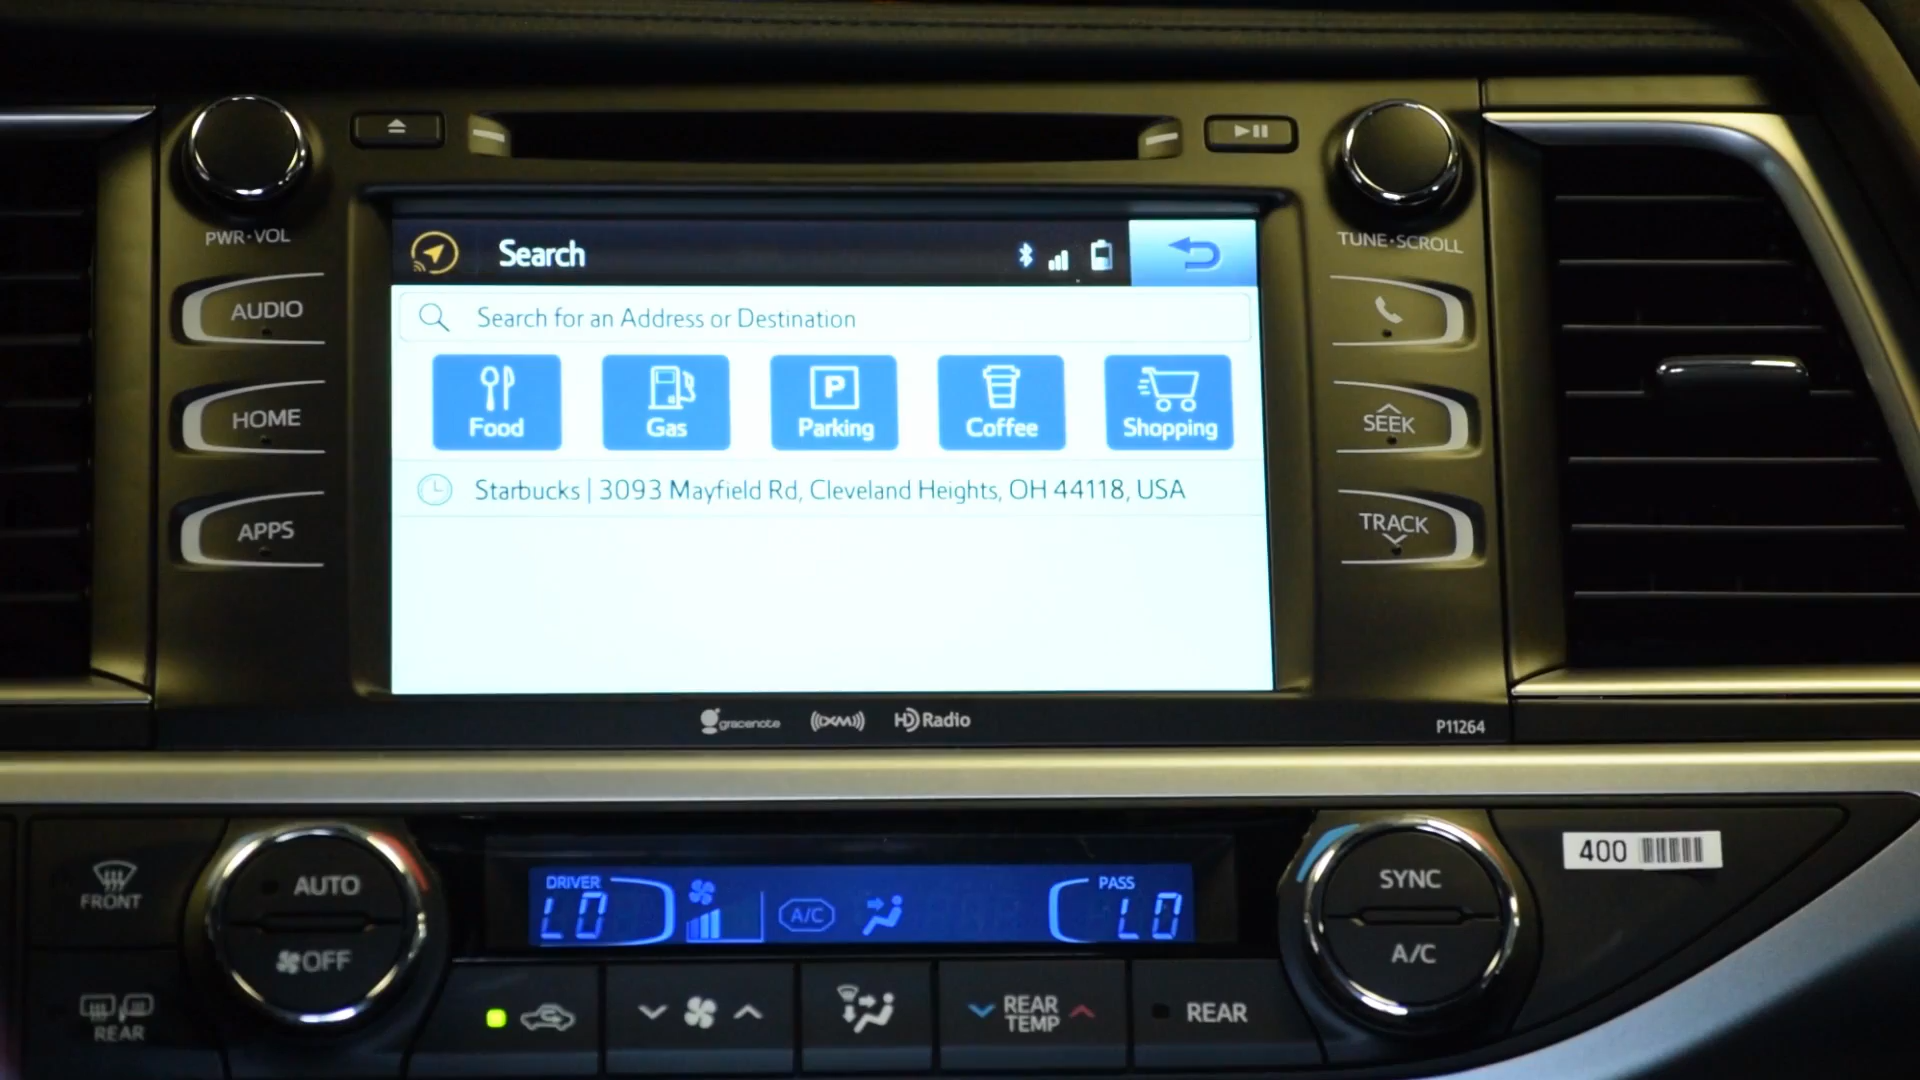 PWR•VOL
TUNE•SCROLL
AUDIO
HOME
APPS
Search
Search for an Address or Destination
Food
Gas
P
Parking
Coffee
Shopping
Starbucks | 3093 Mayfield Rd, Cleveland Heights, OH 44118, USA
SEEK
TRACK
gracenote
((XM))
HD Radio
P11264
FRONT
REAR
AUTO
OFF
DRIVER
LO
A/C
PASS
LO
SYNC
A/C
400
REAR
TEMP
REAR